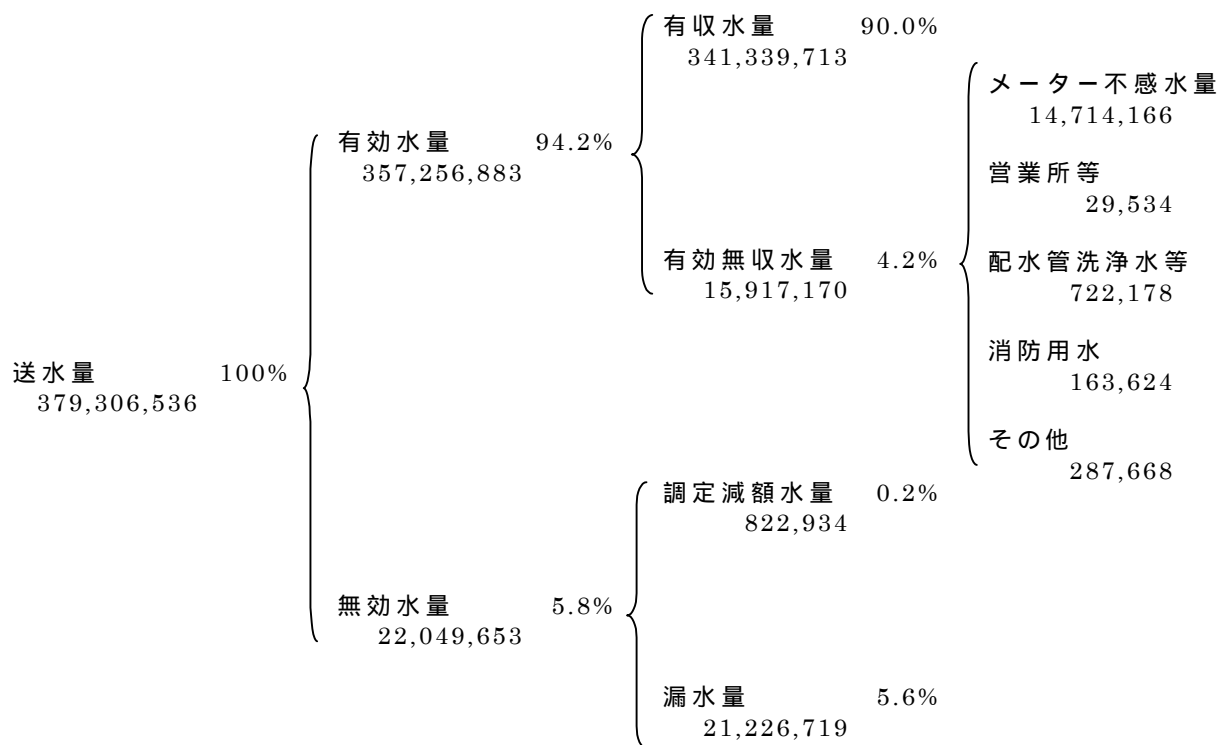 送水量 100%
379,306,536
有効水量 94.2%
357,256,883
無効水量 5.8%
22,049,653
有収水量 90.0%
341,339,713
有効無収水量 4.2%
15,917,170
調定減額水量 0.2%
822,934
漏水量 5.6%
21,226,719
メーター不感水量
14,714,166
営業所等
29,534
配水管洗浄水等
722,178
消防用水
163,624
その他
287,668